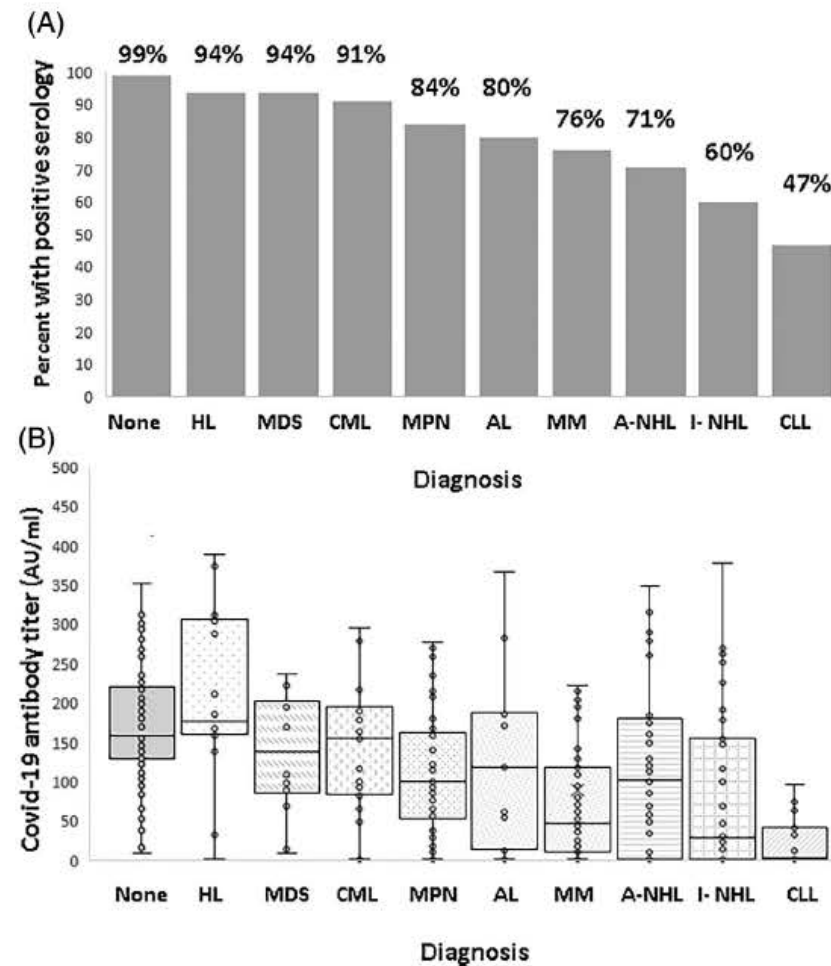 (A)
99% 94% 94% 91% 84% 80% 76% 71% 60% 47%
Percent with positive serology
100
90
80
70
60
50
40
30
20
10
0
None HL MDS CML MPN AL MM A-NHL I- NHL CLL
Diagnosis
(B)
Covid-19 antibody titer (AU/ml)
500
450
400
350
300
250
200
150
100
50
0
None HL MDS CML MPN AL MM A-NHL I- NHL CLL
Diagnosis